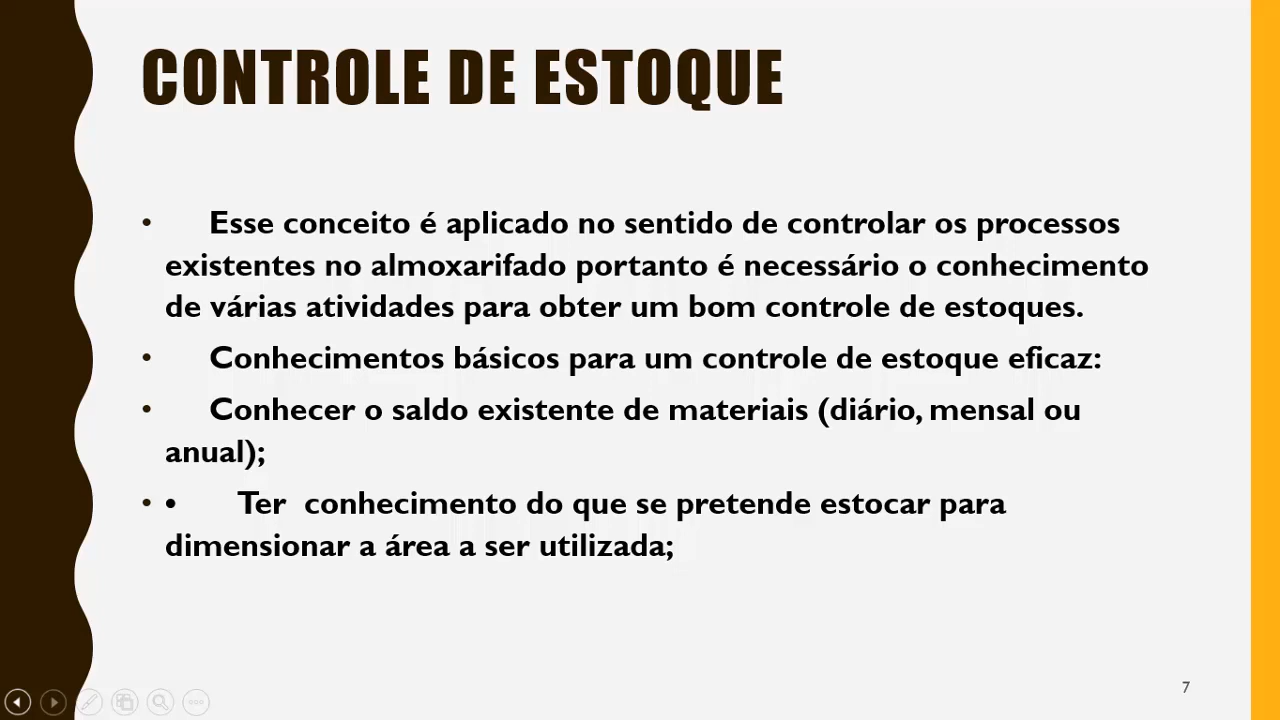 CONTROLE DE ESTOQUE
• Esse conceito é aplicado no sentido de controlar os processos
existentes no almoxarifado portanto é necessário o conhecimento
de várias atividades para obter um bom controle de estoques.
• Conhecimentos básicos para um controle de estoque eficaz:
• Conhecer o saldo existente de materiais (diário, mensal ou
anual);
• • Ter conhecimento do que se pretende estocar para
dimensionar a área a ser utilizada;
7